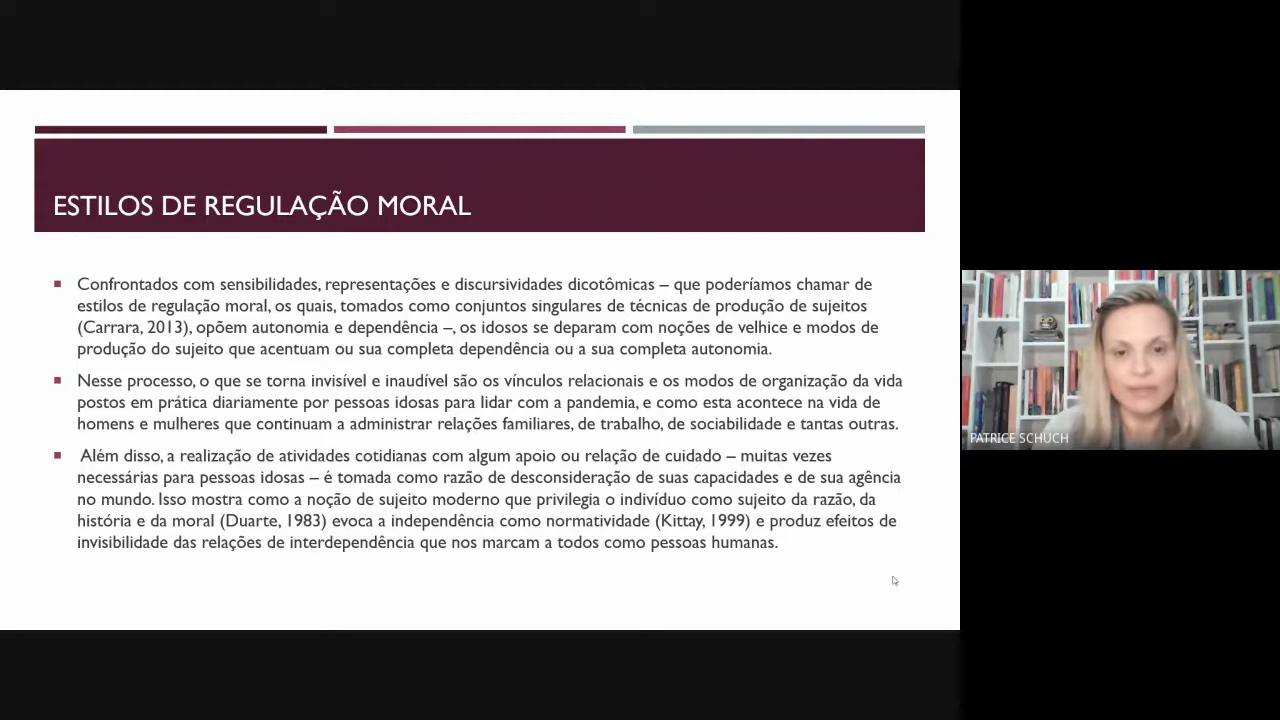 ESTILOS DE REGULAÇÃO MORAL
Confrontados com sensibilidades, representações e discursividades dicotômicas – que poderíamos chamar de
estilos de regulação moral, os quais, tomados como conjuntos singulares de técnicas de produção de sujeitos
(Carrara, 2013), opõem autonomia e dependência –, os idosos se deparam com noções de velhice e modos de
produção do sujeito que acentuam ou sua completa dependência ou a sua completa autonomia.
Nesse processo, o que se torna invisível e inaudível são os vínculos relacionais e os modos de organização da vida
postos em prática diariamente por pessoas idosas para lidar com a pandemia, e como esta acontece na vida de
homens e mulheres que continuam a administrar relações familiares, de trabalho, de sociabilidade e tantas outras.
Além disso, a realização de atividades cotidianas com algum apoio ou relação de cuidado – muitas vezes
necessárias para pessoas idosas – é tomada como razão de desconsideração de suas capacidades e de sua agência
no mundo. Isso mostra como a noção de sujeito moderno que privilegia o indivíduo como sujeito da razão, da
história e da moral (Duarte, 1983) evoca a independência como normatividade (Kittay, 1999) e produz efeitos de
invisibilidade das relações de interdependência que nos marcam a todos como pessoas humanas.
PATRICE SCHUCH